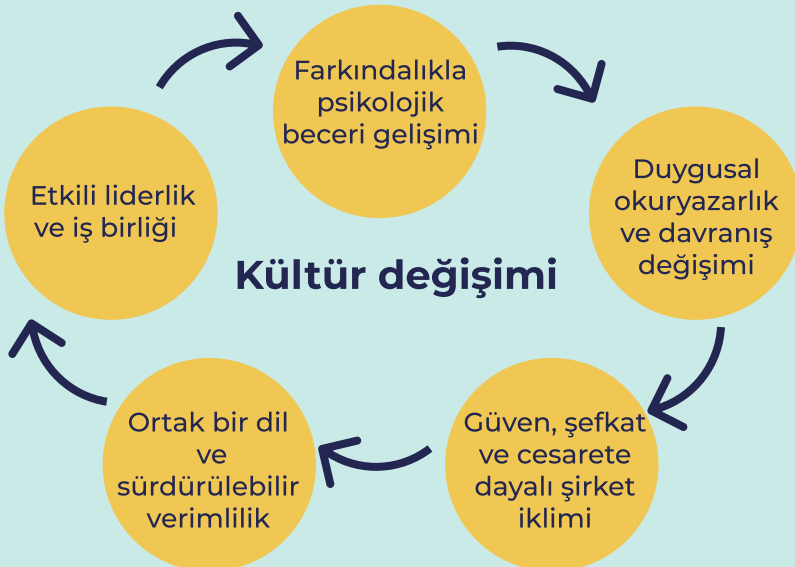 Farkındalıkla
psikolojik
beceri gelişimi
Duygusal
okuryazarlık
ve davranış
değişimi
Güven, şefkat
ve cesarete
dayalı şirket
iklimi
Ortak bir dil
ve
sürdürülebilir
verimlilik
Etkili liderlik
ve iş birliği
Kültür değişimi